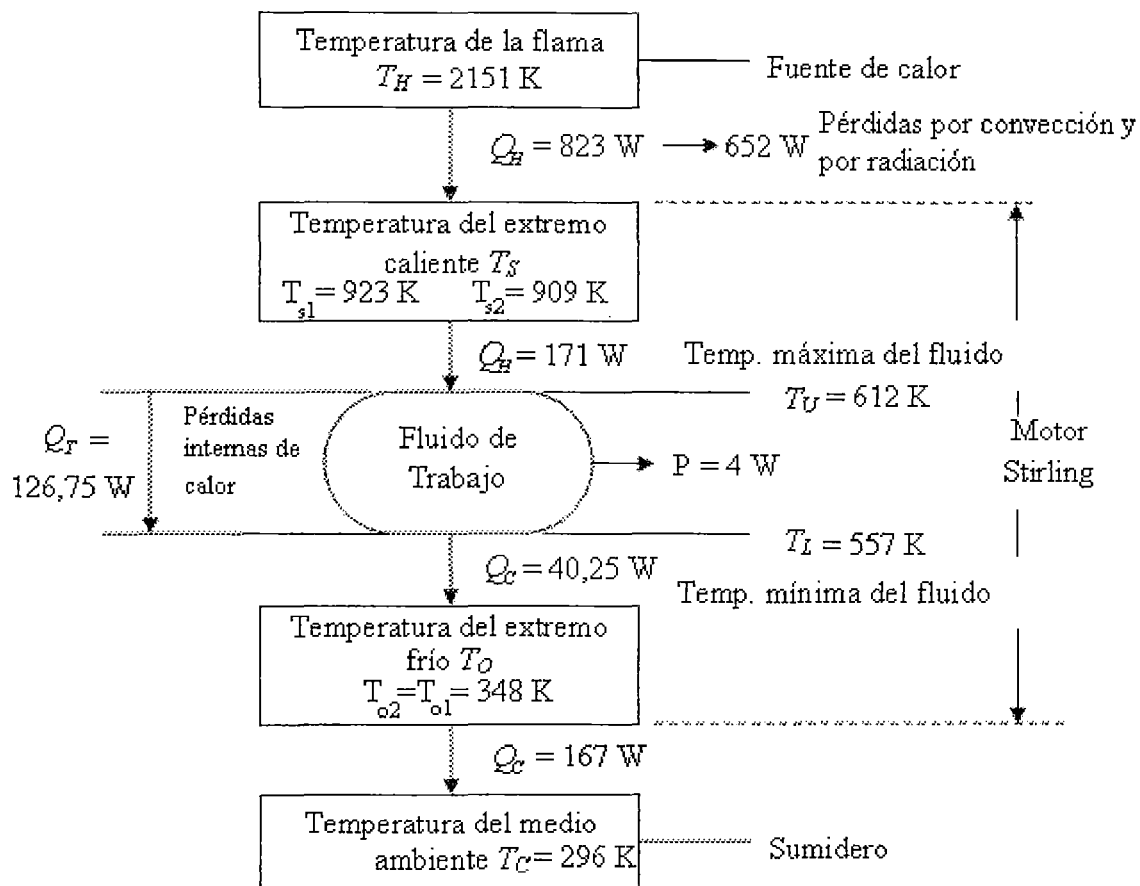 Temperatura de la flama
T_H = 2151 K
Fuente de calor
Q_H = 823 W → 652 W
Pérdidas por convección y
por radiación
Temperatura del extremo
caliente T_S
T_s1 = 923 K T_s2 = 909 K
Q_H = 171 W
Temp. máxima del fluido
T_U = 612 K
Q_T =
126,75 W
Pérdidas
internas de
calor
Fluido de
Trabajo
P = 4 W
Motor
Stirling
T_L = 557 K
Q_C = 40,25 W
Temp. mínima del fluido
Temperatura del extremo
frío T_O
T_o2=T_o1= 348 K
Q_C = 167 W
Temperatura del medio
ambiente T_C = 296 K
Sumidero